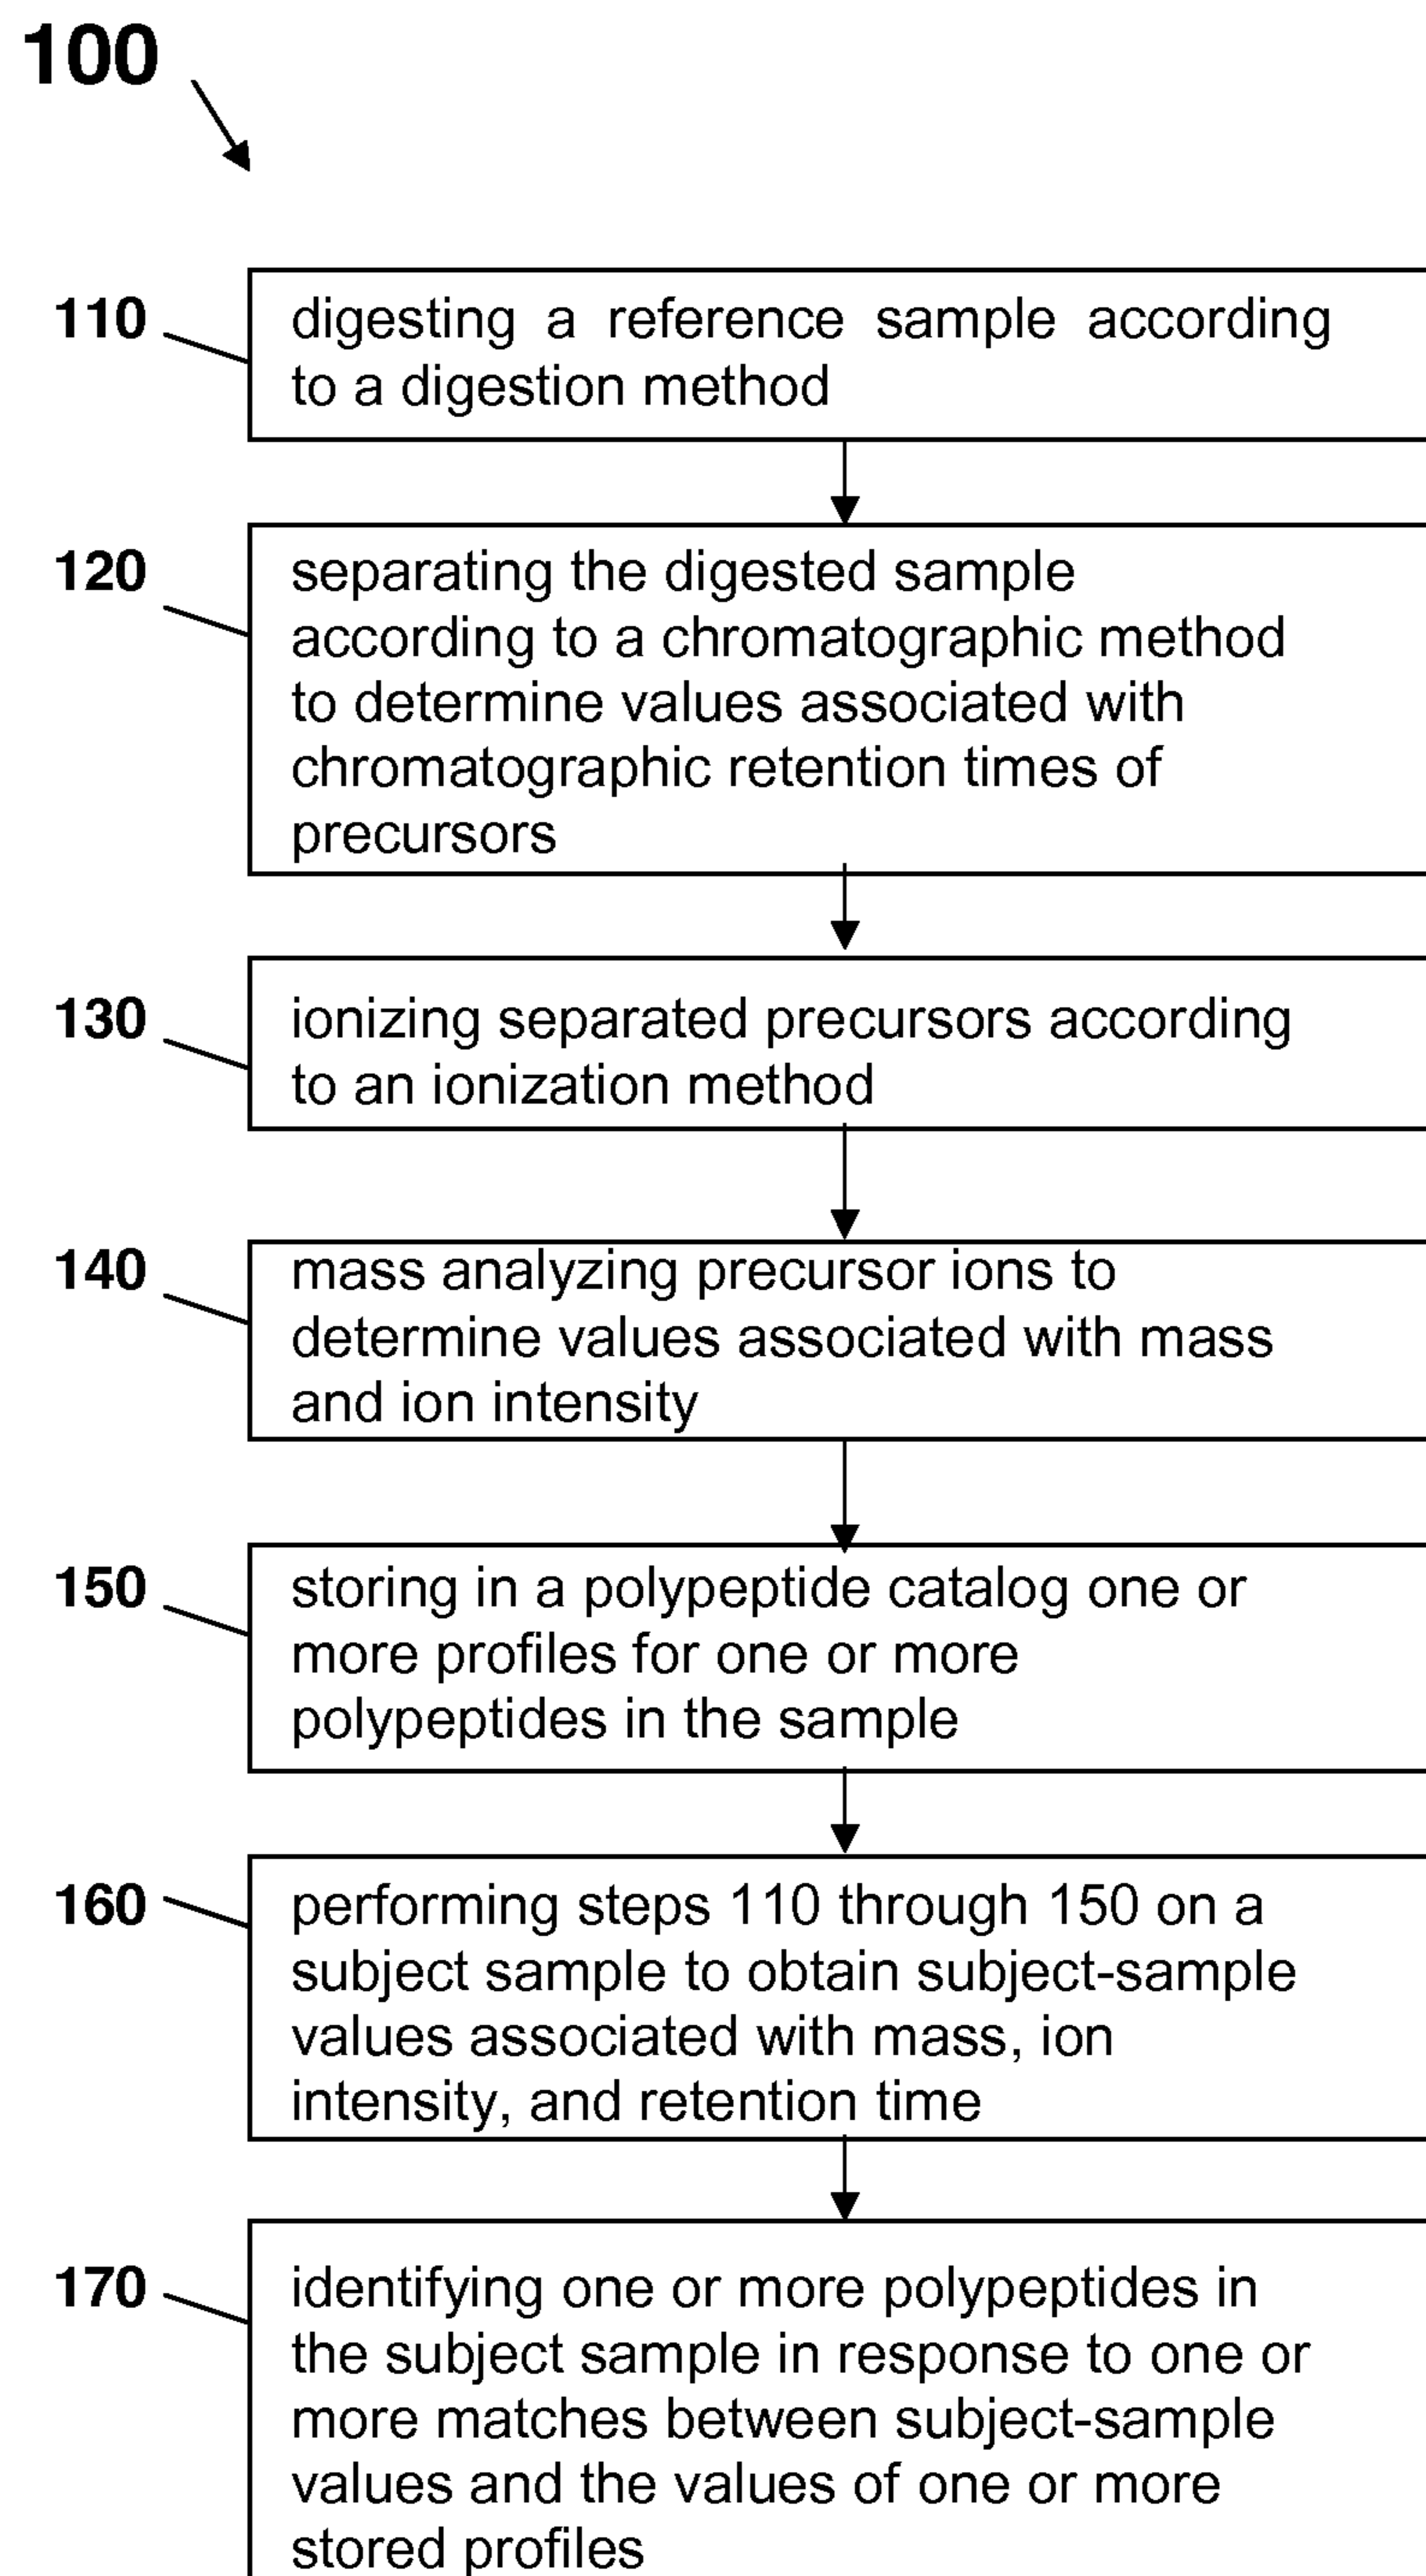 100
110
digesting a reference sample according
to a digestion method
120
separating the digested sample
according to a chromatographic method
to determine values associated with
chromatographic retention times of
precursors
130
ionizing separated precursors according
to an ionization method
140
mass analyzing precursor ions to
determine values associated with mass
and ion intensity
150
storing in a polypeptide catalog one or
more profiles for one or more
polypeptides in the sample
160
performing steps 110 through 150 on a
subject sample to obtain subject-sample
values associated with mass, ion
intensity, and retention time
170
identifying one or more polypeptides in
the subject sample in response to one or
more matches between subject-sample
values and the values of one or more
stored profiles